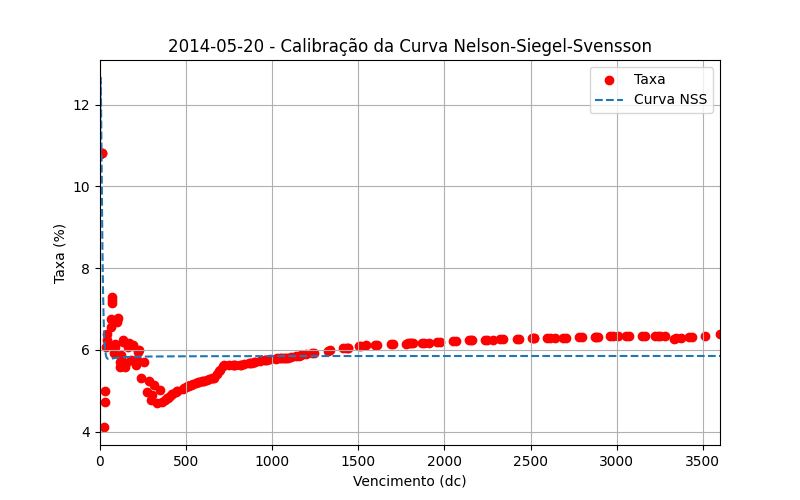 2014-05-20 - Calibração da Curva Nelson-Siegel-Svensson
Taxa
Curva NSS
Taxa (%)
12
10
8
6
4
0 500 1000 1500 2000 2500 3000 3500
Vencimento (dc)